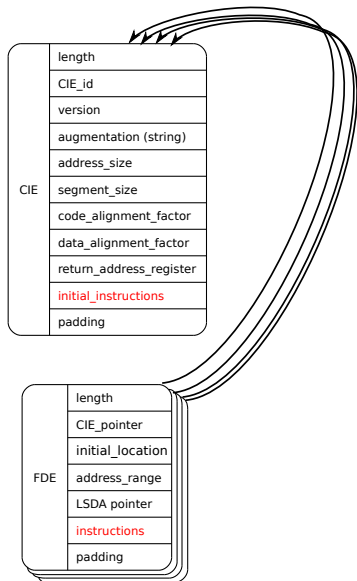 CIE
length
CIE_id
version
augmentation (string)
address_size
segment_size
code_alignment_factor
data_alignment_factor
return_address_register
initial_instructions
padding
FDE
length
CIE_pointer
initial_location
address_range
LSDA pointer
instructions
padding